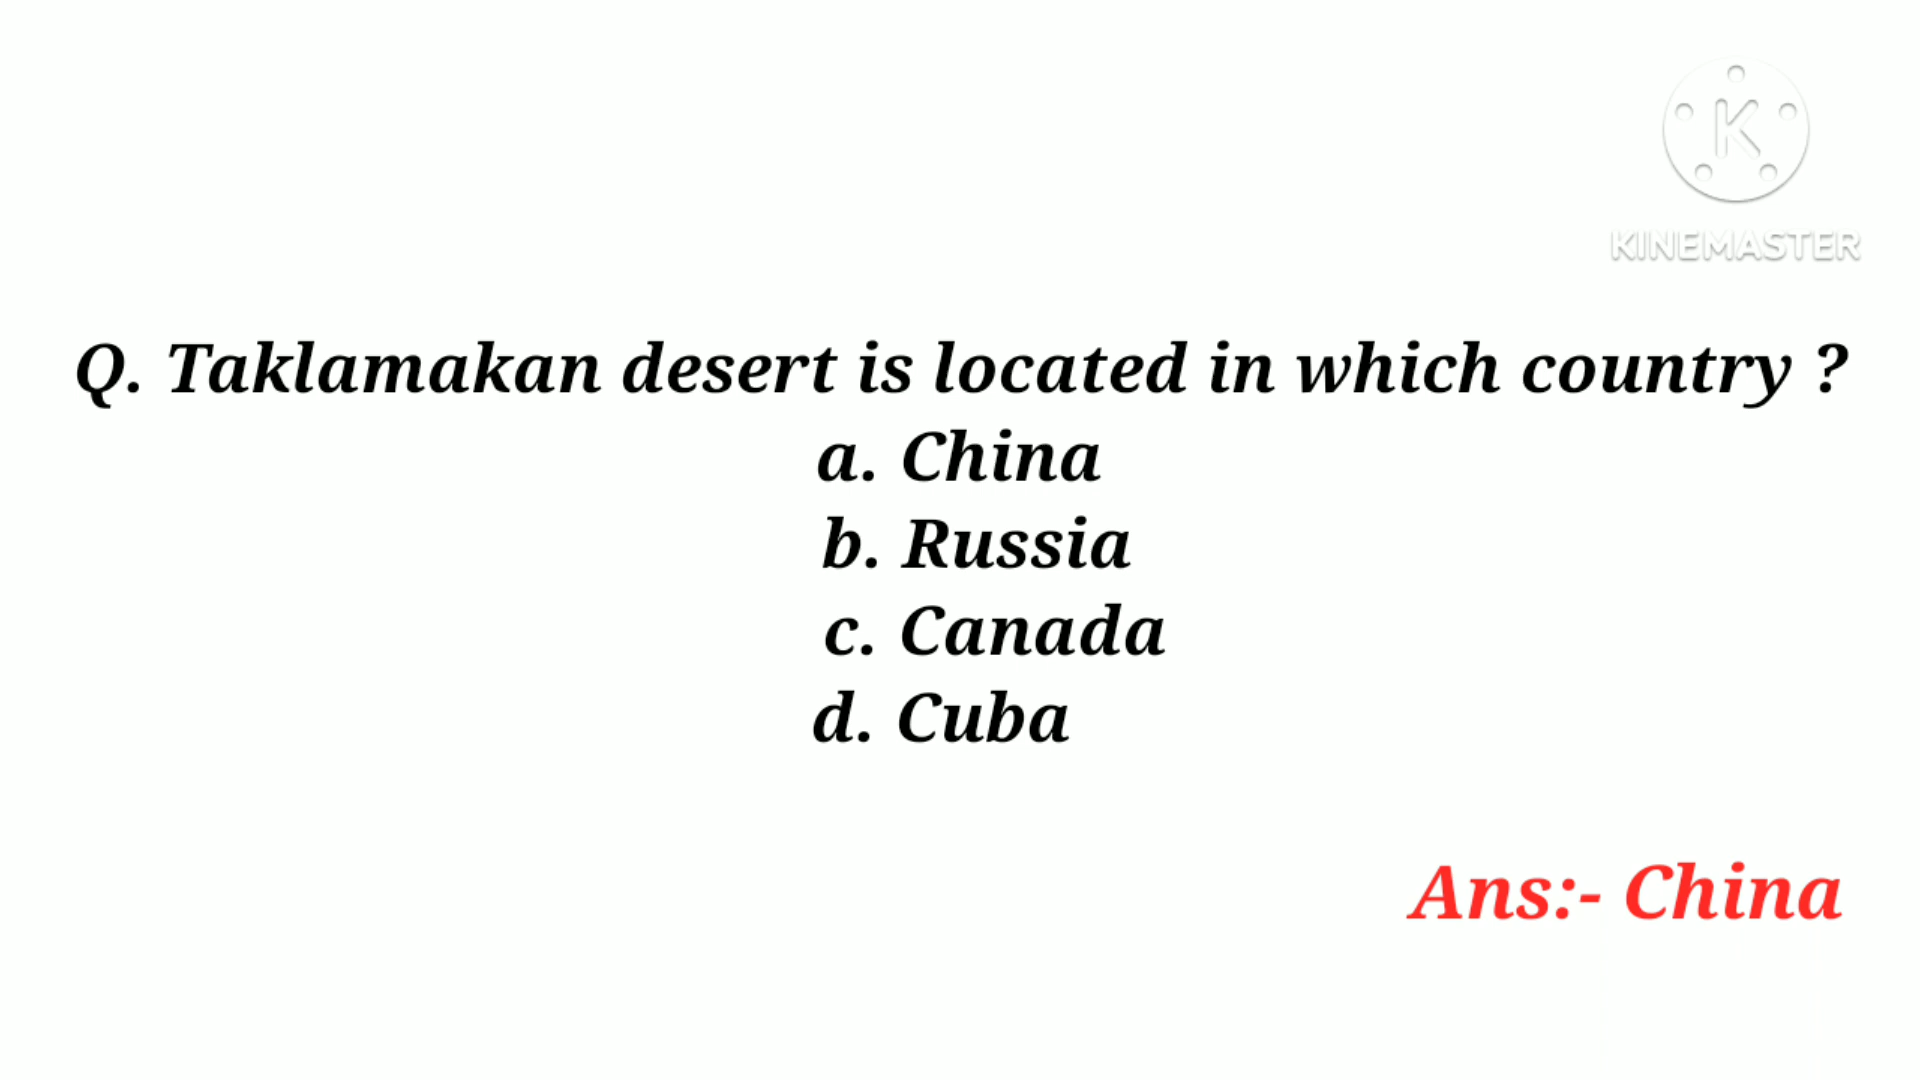 K
KINEMASTER
Q. Taklamakan desert is located in which country ?
a. China
b. Russia
c. Canada
d. Cuba
Ans:- China